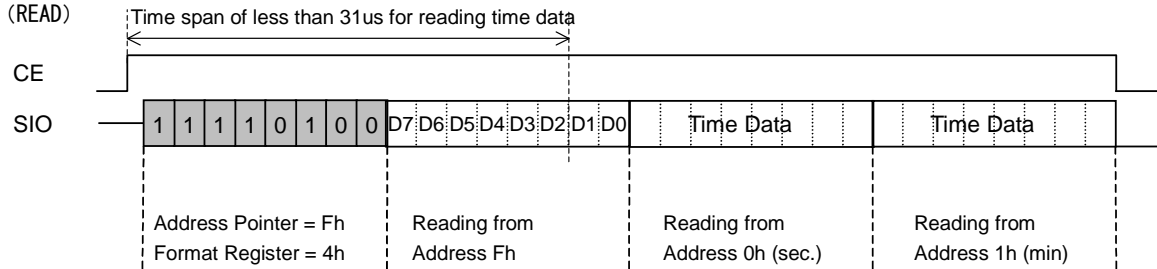 (READ)
Time span of less than 31us for reading time data
CE
SIO
1 1 1 1 0 1 0 0 D7 D6 D5 D4 D3 D2 D1 D0 Time Data Time Data
Address Pointer = Fh
Format Register = 4h
Reading from
Address Fh
Reading from
Address 0h (sec.)
Reading from
Address 1h (min)